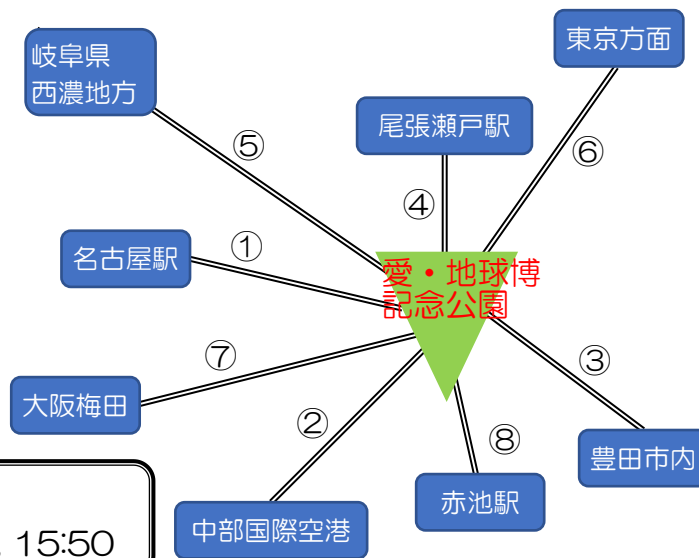 岐阜県
西濃地方
東京方面
尾張瀬戸駅
⑤
⑥
④
名古屋駅
①
愛・地球博
記念公園
⑦
③
大阪梅田
②
⑧
豊田市内
赤池駅
中部国際空港
15:50